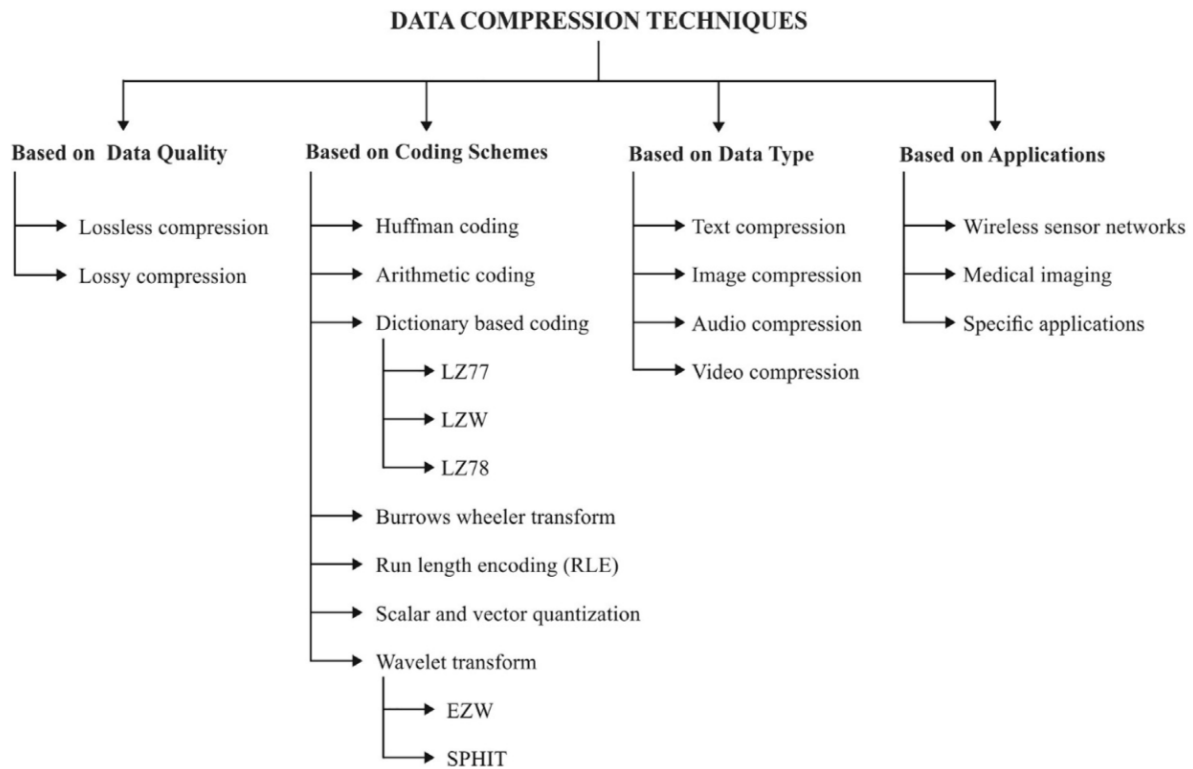 DATA COMPRESSION TECHNIQUES
Based on Data Quality
Lossless compression
Lossy compression
Based on Coding Schemes
Huffman coding
Arithmetic coding
Dictionary based coding
LZ77
LZW
LZ78
Burrows wheeler transform
Run length encoding (RLE)
Scalar and vector quantization
Wavelet transform
EZW
SPHIT
Based on Data Type
Text compression
Image compression
Audio compression
Video compression
Based on Applications
Wireless sensor networks
Medical imaging
Specific applications